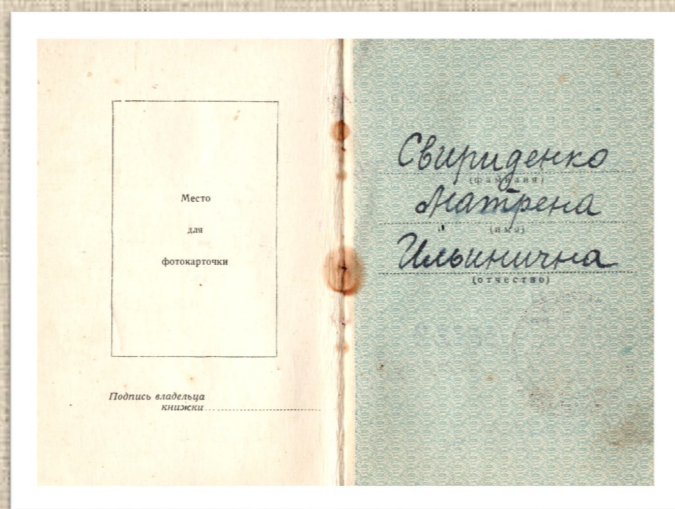 Место
для
фотокарточки
Подпись владельца
книжки
Свириденко
(фамилия)
Матрена
(имя)
Ильинична
(отчество)